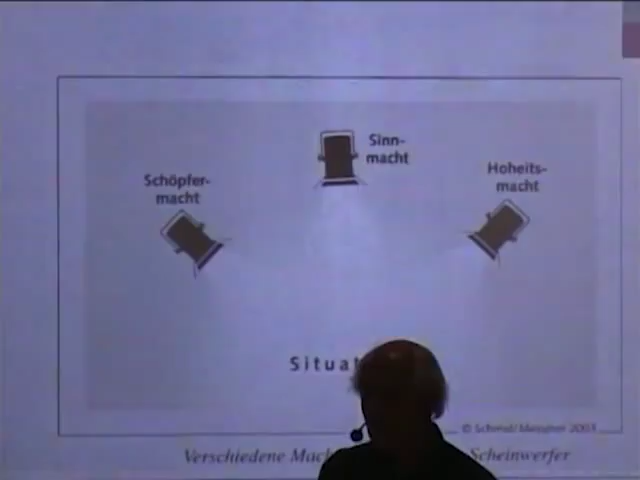 Sinn-
macht
Schöpfer-
macht
Hoheits-
macht
Situat
© Schmid/Messmer 2003
Verschiedene Mach
Scheinwerfer